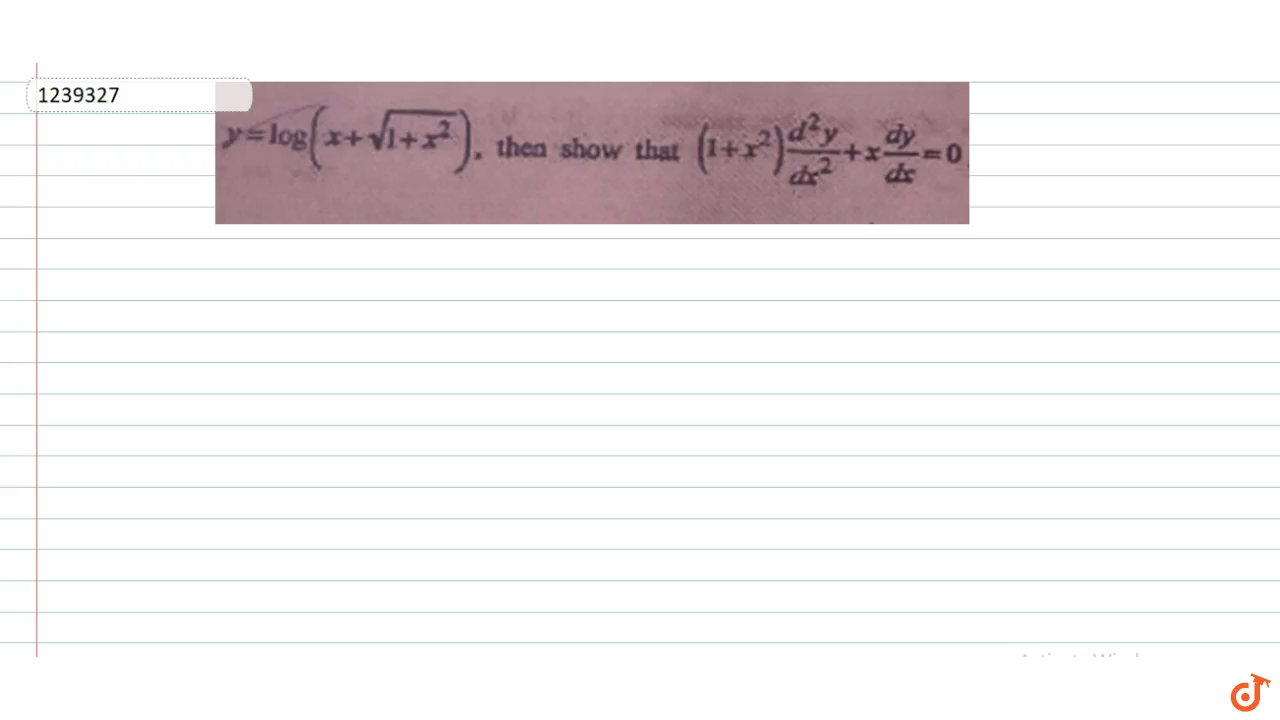 1239327
y=log(x+√(1+x²)), then show that (1+x²) d²y/dx² + x dy/dx = 0